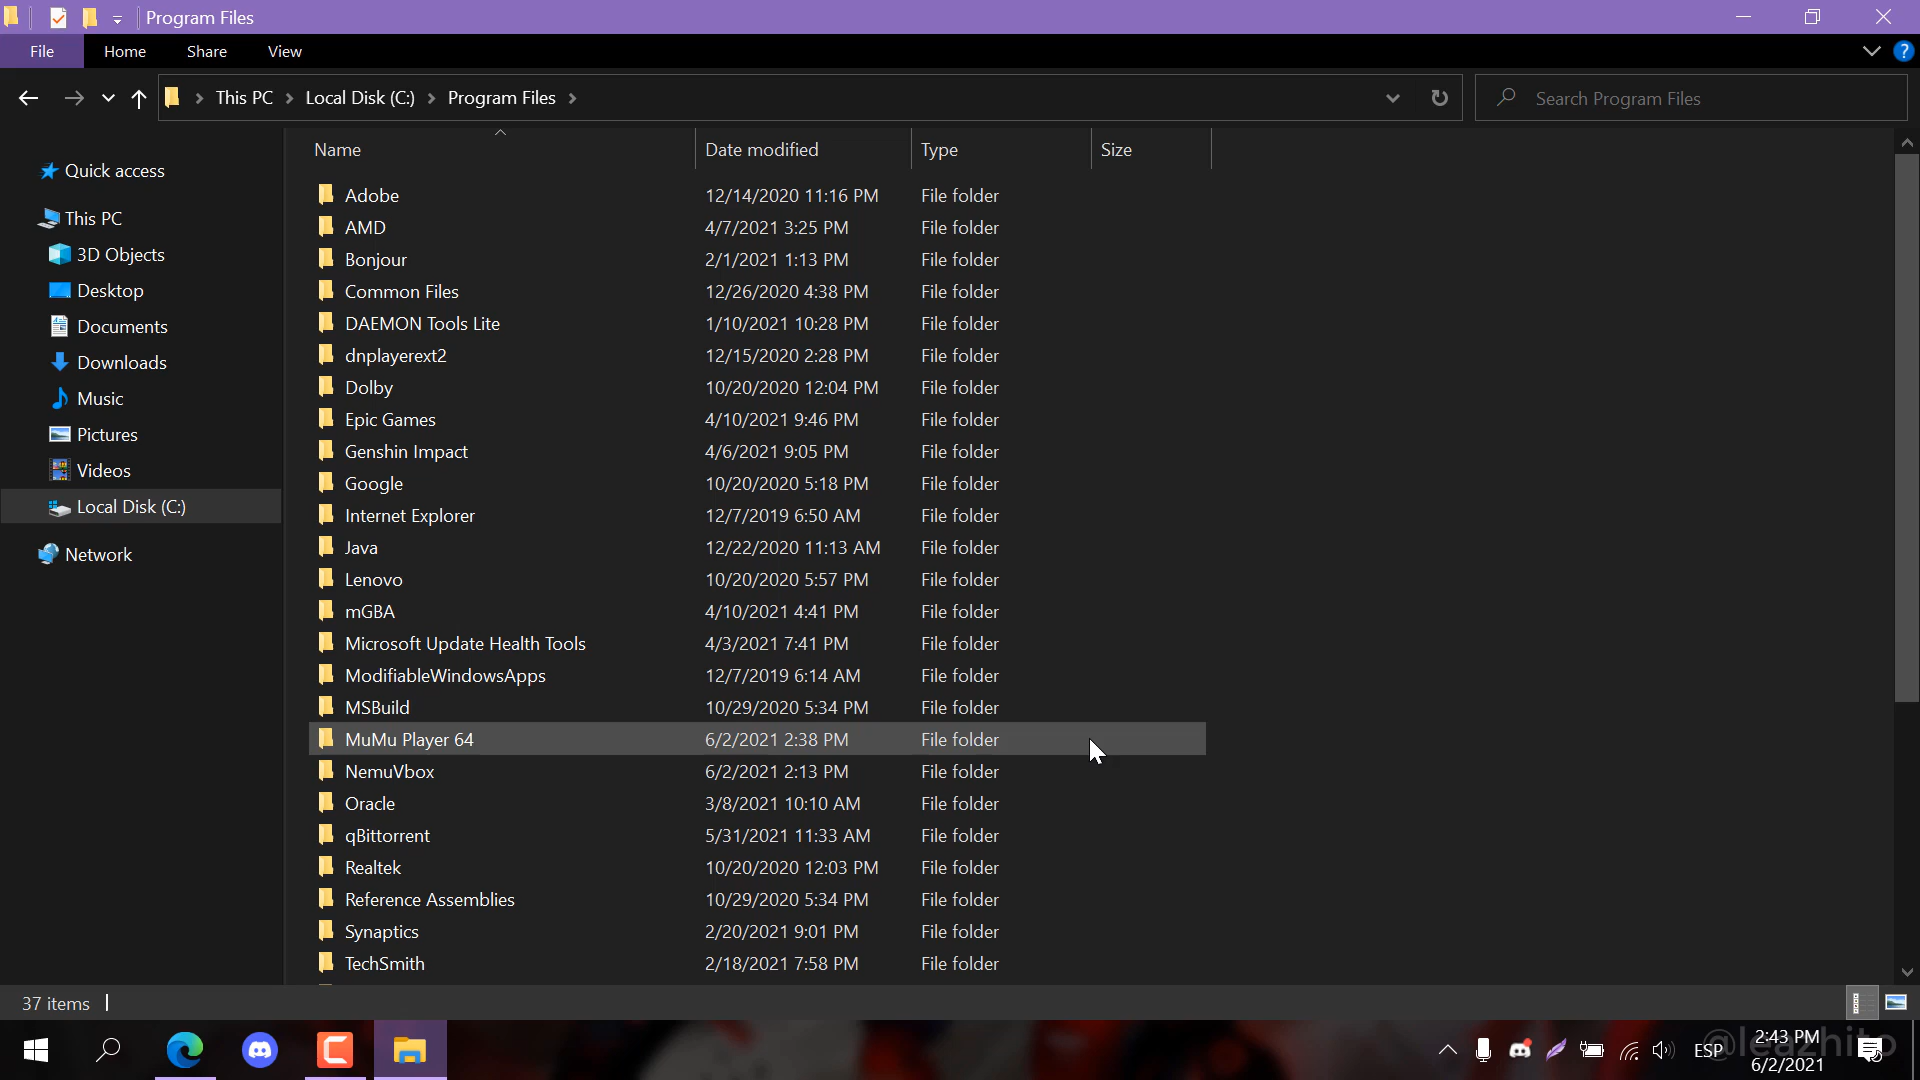 Program Files
File Home Share View
This PC Local Disk (C:) Program Files
Search Program Files
Quick access
This PC
3D Objects
Desktop
Documents
Downloads
Music
Pictures
Videos
Local Disk (C:)
Network
Name Date modified Type Size
Adobe 12/14/2020 11:16 PM File folder
AMD 4/7/2021 3:25 PM File folder
Bonjour 2/1/2021 1:13 PM File folder
Common Files 12/26/2020 4:38 PM File folder
DAEMON Tools Lite 1/10/2021 10:28 PM File folder
dnplayerext2 12/15/2020 2:28 PM File folder
Dolby 10/20/2020 12:04 PM File folder
Epic Games 4/10/2021 9:46 PM File folder
Genshin Impact 4/6/2021 9:05 PM File folder
Google 10/20/2020 5:18 PM File folder
Internet Explorer 12/7/2019 6:50 AM File folder
Java 12/22/2020 11:13 AM File folder
Lenovo 10/20/2020 5:57 PM File folder
mGBA 4/10/2021 4:41 PM File folder
Microsoft Update Health Tools 4/3/2021 7:41 PM File folder
ModifiableWindowsApps 12/7/2019 6:14 AM File folder
MSBuild 10/29/2020 5:34 PM File folder
MuMu Player 64 6/2/2021 2:38 PM File folder
NemuVbox 6/2/2021 2:13 PM File folder
Oracle 3/8/2021 10:10 AM File folder
qBittorrent 5/31/2021 11:33 AM File folder
Realtek 10/20/2020 12:03 PM File folder
Reference Assemblies 10/29/2020 5:34 PM File folder
Synaptics 2/20/2021 9:01 PM File folder
TechSmith 2/18/2021 7:58 PM File folder
37 items
ESP
2:43 PM
6/2/2021